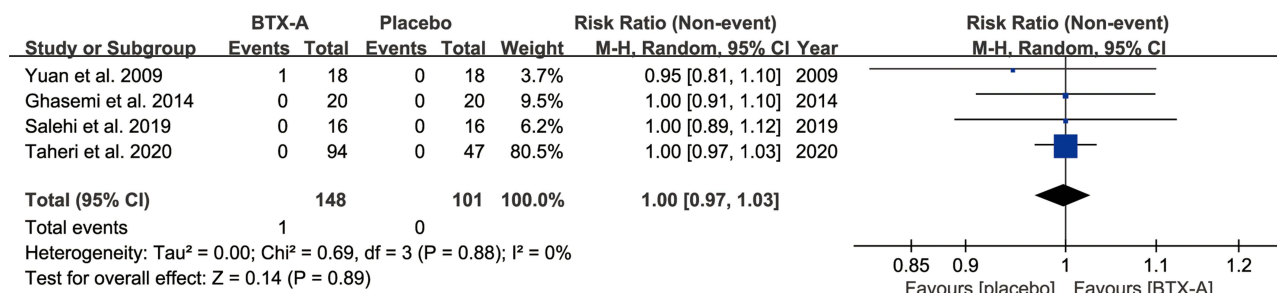 BTX-A Placebo Risk Ratio (Non-event) Risk Ratio (Non-event)
Study or Subgroup Events Total Events Total Weight M-H, Random, 95% CI Year M-H, Random, 95% CI
Yuan et al. 2009 1 18 0 18 3.7% 0.95 [0.81, 1.10] 2009
Ghasemi et al. 2014 0 20 0 20 9.5% 1.00 [0.91, 1.10] 2014
Salehi et al. 2019 0 16 0 16 6.2% 1.00 [0.89, 1.12] 2019
Taheri et al. 2020 0 94 0 47 80.5% 1.00 [0.97, 1.03] 2020
Total (95% CI) 148 101 100.0% 1.00 [0.97, 1.03]
Total events 1 0
Heterogeneity: Tau² = 0.00; Chi² = 0.69, df = 3 (P = 0.88); I² = 0%
Test for overall effect: Z = 0.14 (P = 0.89)
0.85 0.9 1 1.1 1.2
Favours [placebo] Favours [BTX-A]